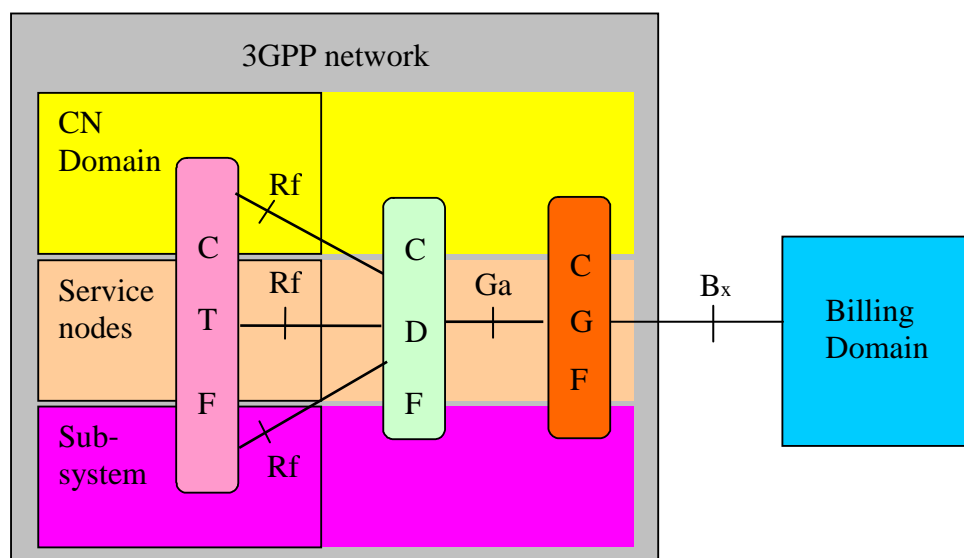 3GPP network
CN
Domain
Rf
C
T
F
Service
nodes
Rf
Sub-
system
Rf
C
D
F
Ga
C
G
F
Bx
Billing
Domain